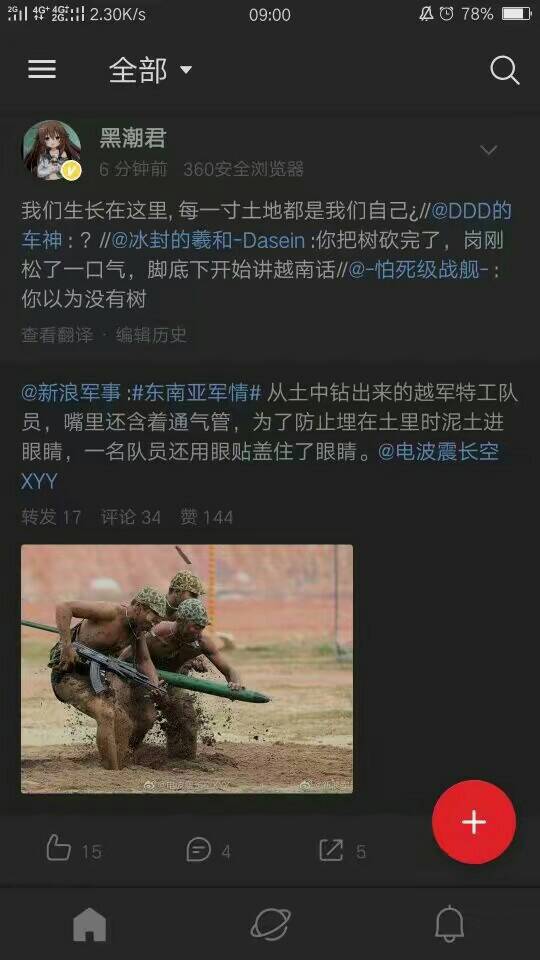 2G 4G+ 4G+ 2G 2.30K/s 09:00 78%
全部
黑潮君
6 分钟前 360安全浏览器
我们生长在这里,每一寸土地都是我们自己¿//@DDD的
车神：? //@冰封的羲和-Dasein :你把树砍完了，岗刚
松了一口气，脚底下开始讲越南话//@-怕死级战舰-：
你以为没有树
查看翻译 · 编辑历史
@新浪军事 :#东南亚军情# 从土中钻出来的越军特工队
员，嘴里还含着通气管，为了防止埋在土里时泥土进
眼睛，一名队员还用眼贴盖住了眼睛。@电波震长空
XYY
转发 17 评论 34 赞 144
15 4 5